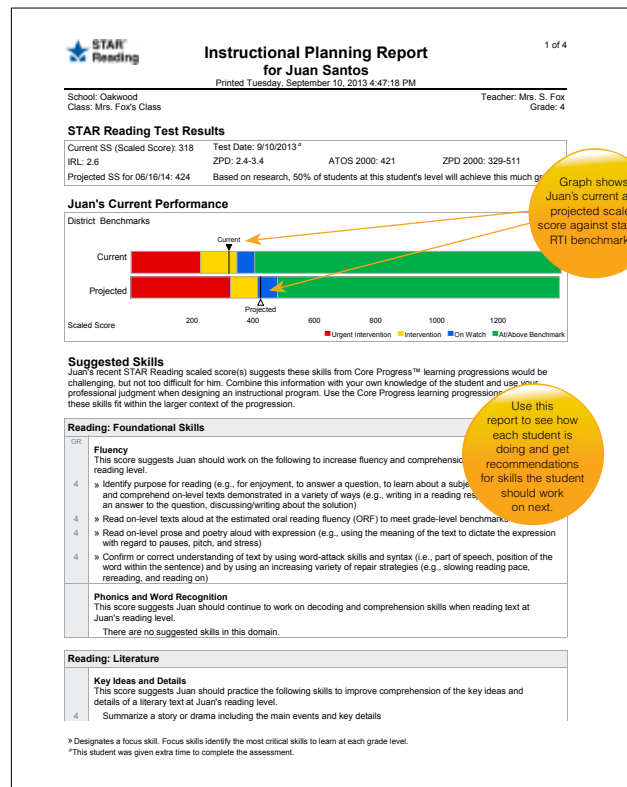 STAR™
Reading
Instructional Planning Report
for Juan Santos
Printed Tuesday, September 10, 2013 4:47:18 PM
1 of 4
School: Oakwood
Class: Mrs. Fox's Class
Teacher: Mrs. S. Fox
Grade: 4
STAR Reading Test Results
Current SS (Scaled Score): 318 Test Date: 9/10/2013#
IRL: 2.6 ZPD: 2.4-3.4 ATOS 2000: 421 ZPD 2000: 329-511
Projected SS for 06/16/14: 424 Based on research, 50% of students at this student's level will achieve this much
Graph shows
Juan's current
projected
score against
RTI
Juan's Current Performance
District Benchmarks
Current
Current
Projected
Projected
Scaled Score 200 400 600 800 1000 1200
Urgent Intervention Intervention On Watch At/Above Benchmark
Suggested Skills
Juan's recent STAR Reading scaled score(s) suggests these skills from Core Progress™ learning progressions would be
challenging, but not too difficult for him. Combine this information with your own knowledge of the student and use your
professional judgment when designing an instructional program. Use the Core Progress learning progressions
these skills fit within the larger context of the progression.
Use this
report to see how
each student is
doing and get
recommendations
for skills the student
should work
on next.
Reading: Foundational Skills
GR
Fluency
This score suggests Juan should work on the following to increase fluency and
reading level.
4 » Identify purpose for reading (e.g., for enjoyment, to answer a question, to learn about a
and comprehend on-level texts demonstrated in a variety of ways (e.g., writing in a reading
an answer to the question, discussing/writing about the solution)
4 » Read on-level texts aloud at the estimated oral reading fluency (ORF) to meet grade-level benchmarks
4 » Read on-level prose and poetry aloud with expression (e.g., using the meaning of the text to dictate the expression
with regard to pauses, pitch, and stress)
4 » Confirm or correct understanding of text by using word-attack skills and syntax (i.e., part of speech, position of the
word within the sentence) and by using an increasing variety of repair strategies (e.g., slowing reading pace,
rereading, and reading on)
Phonics and Word Recognition
This score suggests Juan should continue to work on decoding and comprehension skills when reading text at
Juan's reading level.
There are no suggested skills in this domain.
Reading: Literature
Key Ideas and Details
This score suggests Juan should practice the following skills to improve comprehension of the key ideas and
details of a literary text at Juan's reading level.
4 Summarize a story or drama including the main events and key details
» Designates a focus skill. Focus skills identify the most critical skills to learn at each grade level.
#This student was given extra time to complete the assessment.